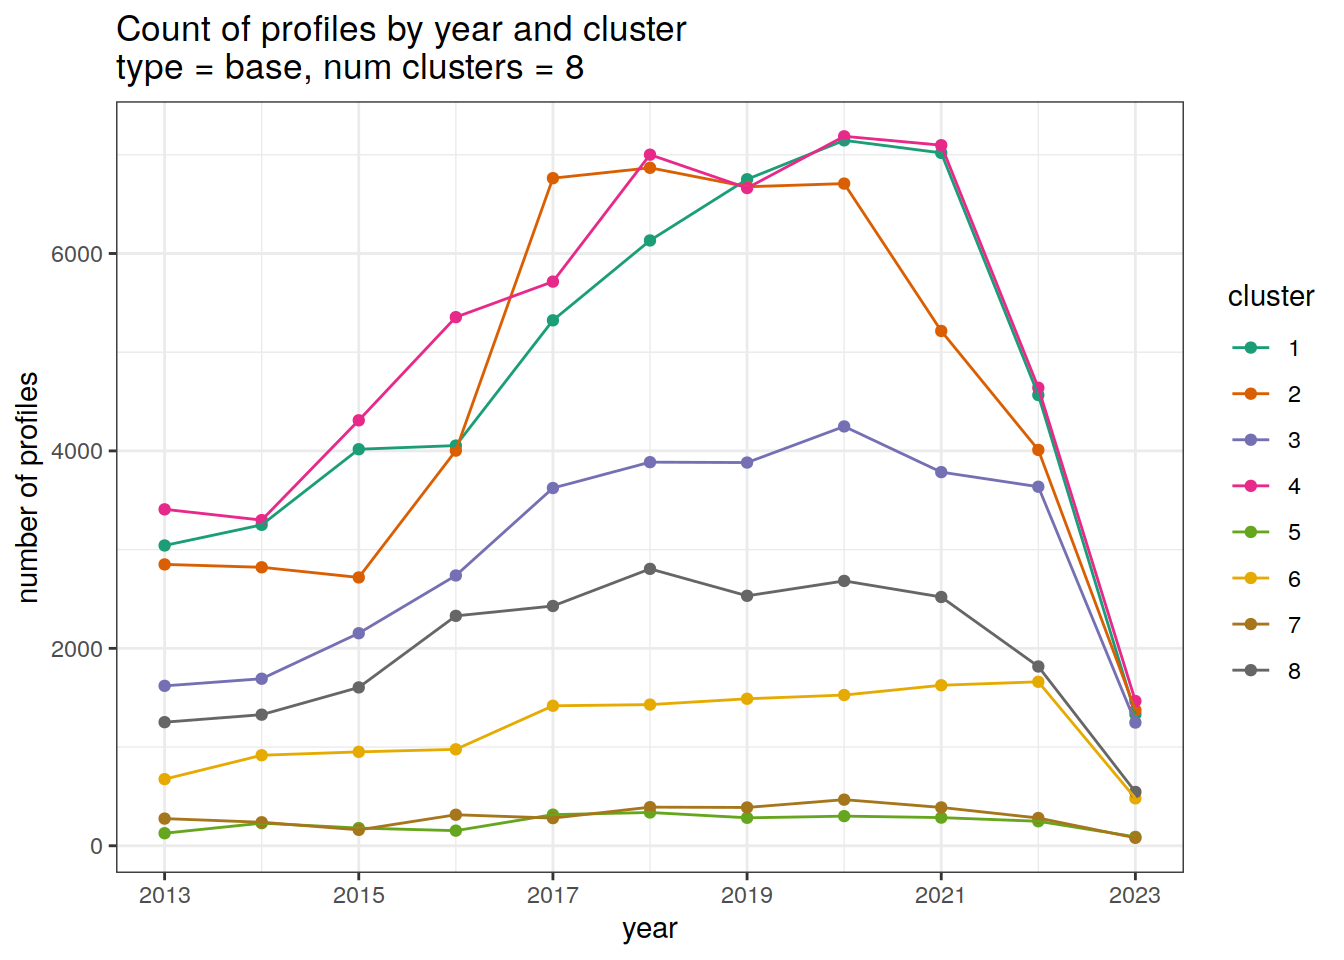 Count of profiles by year and cluster
type = base, num clusters = 8
number of profiles
6000
4000
2000
0
2013 2015 2017 2019 2021 2023
year
cluster
1
2
3
4
5
6
7
8